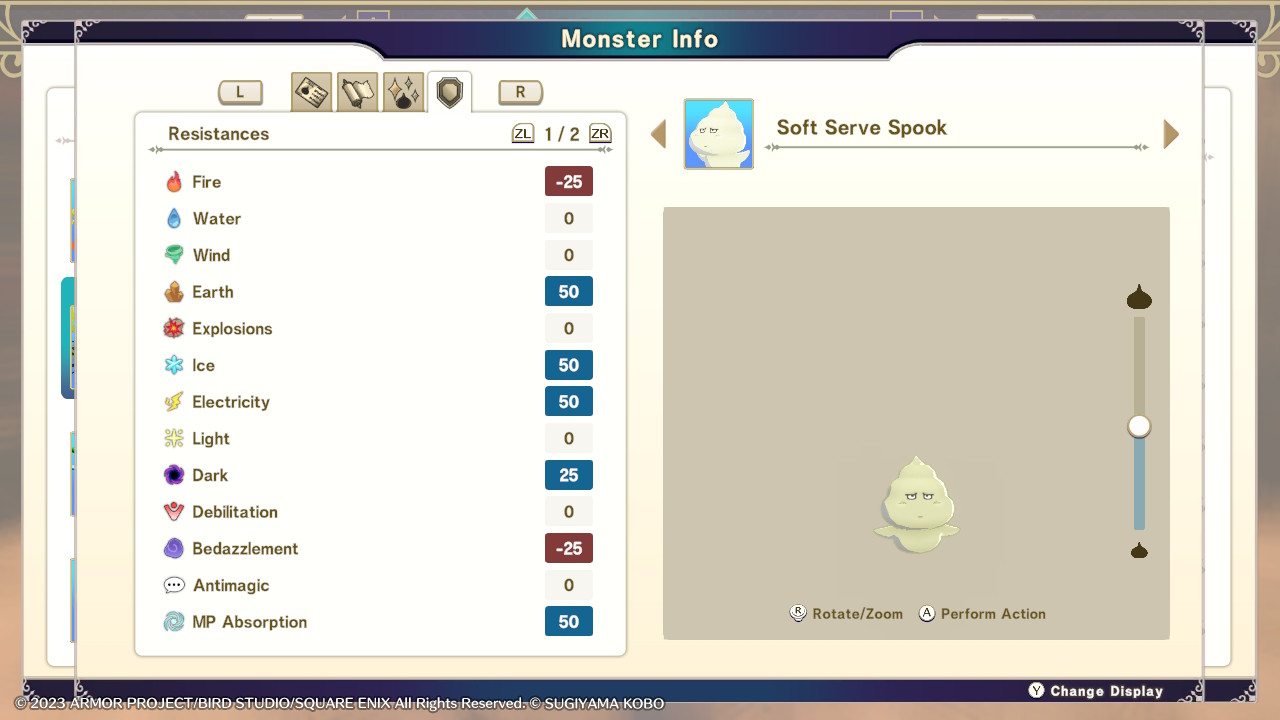 Monster Info
L
R
Resistances
ZL 1 / 2 ZR
Fire -25
Water 0
Wind 0
Earth 50
Explosions 0
Ice 50
Electricity 50
Light 0
Dark 25
Debilitation 0
Bedazzlement -25
Antimagic 0
MP Absorption 50
Soft Serve Spook
R Rotate/Zoom A Perform Action
Y Change Display
© 2023 ARMOR PROJECT/BIRD STUDIO/SQUARE ENIX All Rights Reserved. © SUGIYAMA KOBO